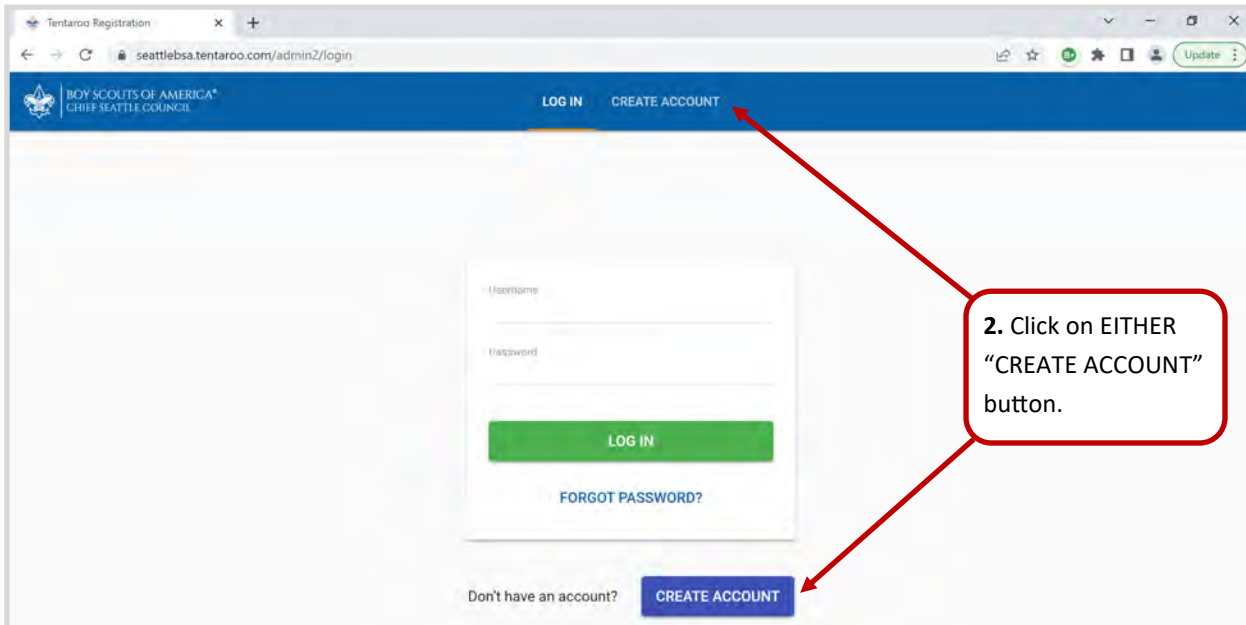 Tentaroo Registration
seattlebsa.tentaroo.com/admin2/login
Update
BOY SCOUTS OF AMERICA®
CHIEF SEATTLE COUNCIL
LOG IN CREATE ACCOUNT
Username
Password
LOG IN
FORGOT PASSWORD?
Don't have an account? CREATE ACCOUNT
2. Click on EITHER
“CREATE ACCOUNT”
button.